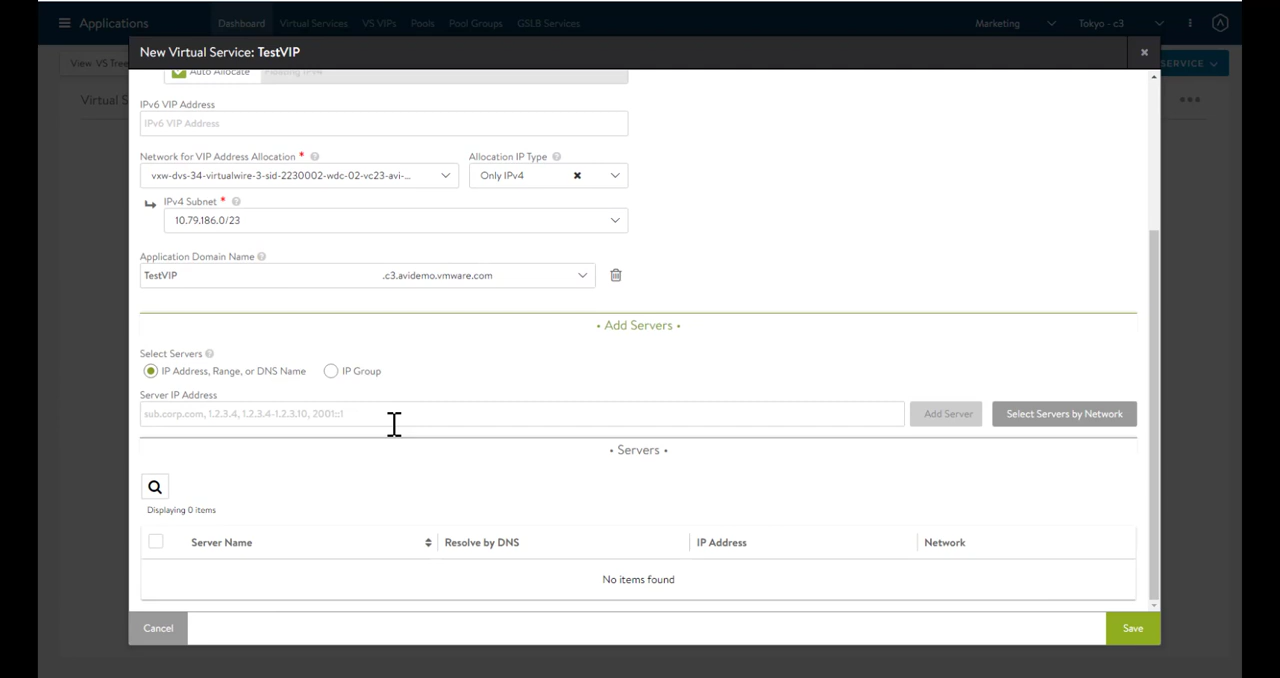 Applications Dashboard Virtual Services VS VIPs Pools Pool Groups GSLB Services Marketing Tokyo - c3
View VS Tree
SERVICE
Virtual S
New Virtual Service: TestVIP
Auto Allocate Floating IPv4
IPv6 VIP Address
IPv6 VIP Address
Network for VIP Address Allocation * Allocation IP Type
vxw-dvs-34-virtualwire-3-sid-2230002-wdc-02-vc23-avi-... Only IPv4
IPv4 Subnet *
10.79.186.0/23
Application Domain Name
TestVIP .c3.avidemo.vmware.com
• Add Servers •
Select Servers
IP Address, Range, or DNS Name IP Group
Server IP Address
sub.corp.com, 1.2.3.4, 1.2.3.4-1.2.3.10, 2001::1 Add Server Select Servers by Network
• Servers •
Displaying 0 items
Server Name Resolve by DNS IP Address Network
No items found
Cancel Save